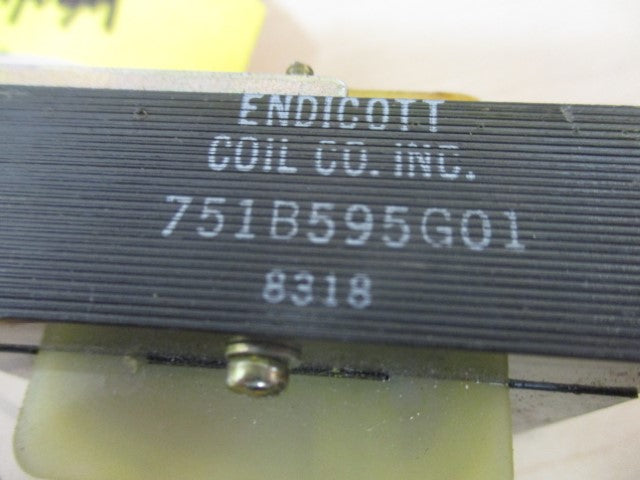 ENDICOTT
COIL CO. INC.
751B595G01
8318